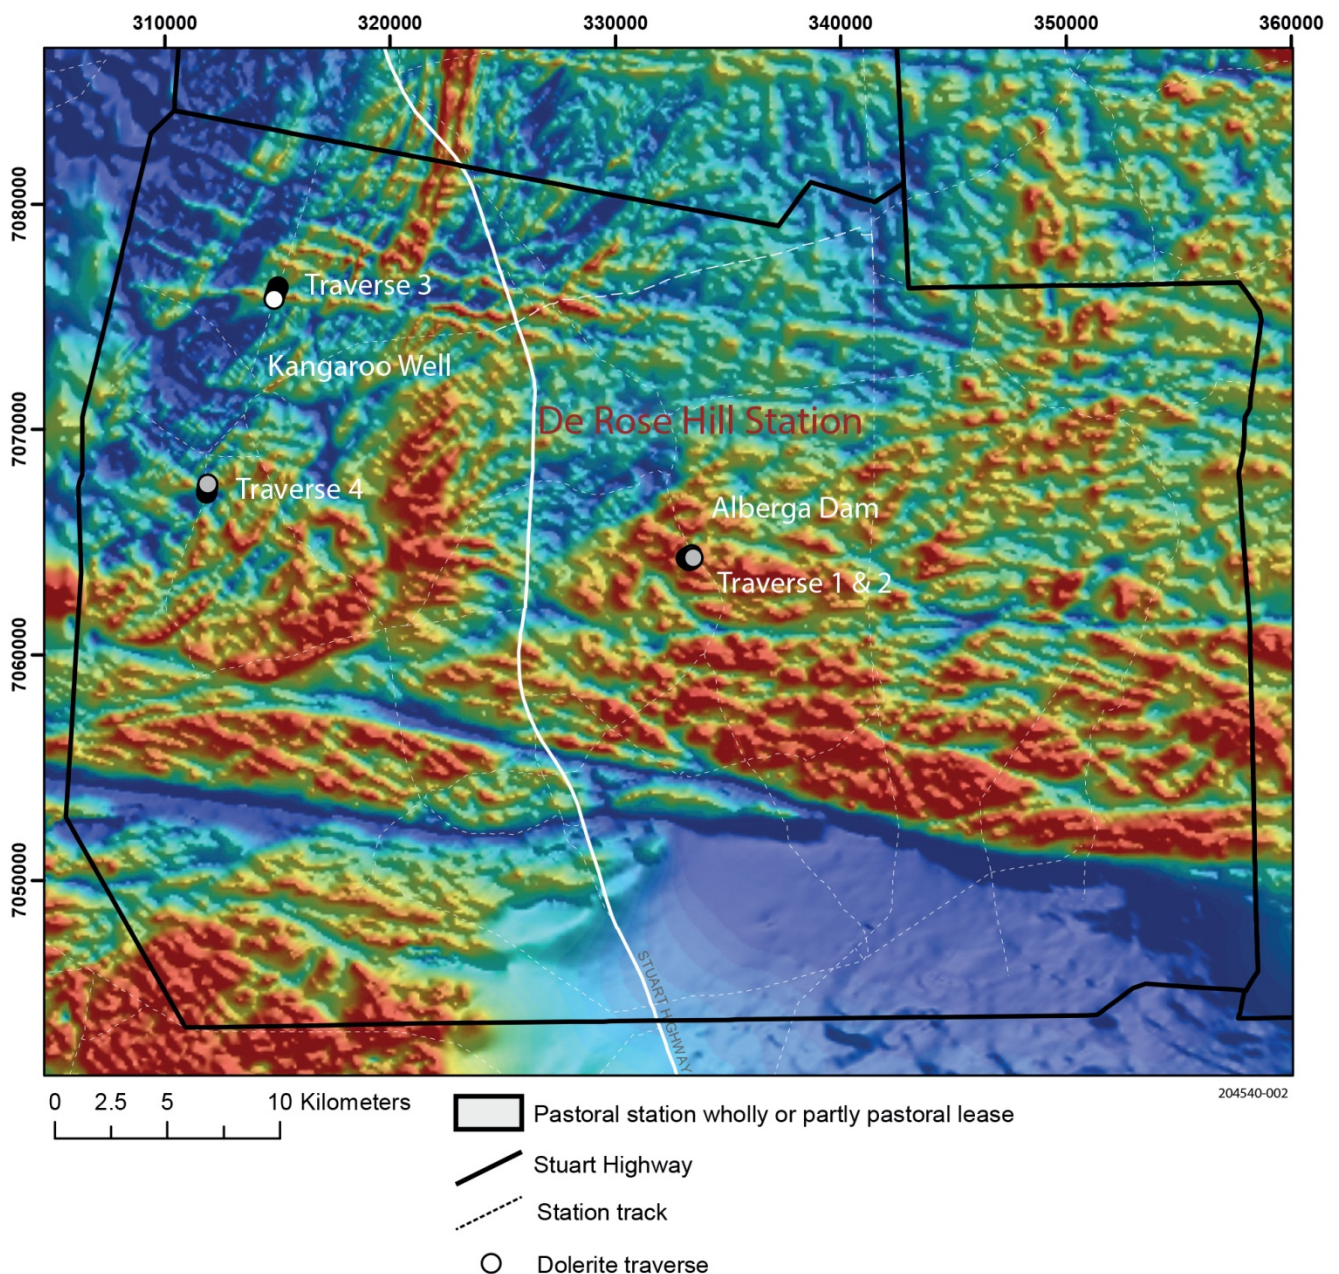 310000 320000 330000 340000 350000 360000
7080000
7070000
7060000
7050000
Traverse 3
Kangaroo Well
De Rose Hill Station
Traverse 4
Alberga Dam
Traverse 1 & 2
STUART HIGHWAY
204540-002
0 2.5 5 10 Kilometers
Pastoral station wholly or partly pastoral lease
Stuart Highway
Station track
Dolerite traverse